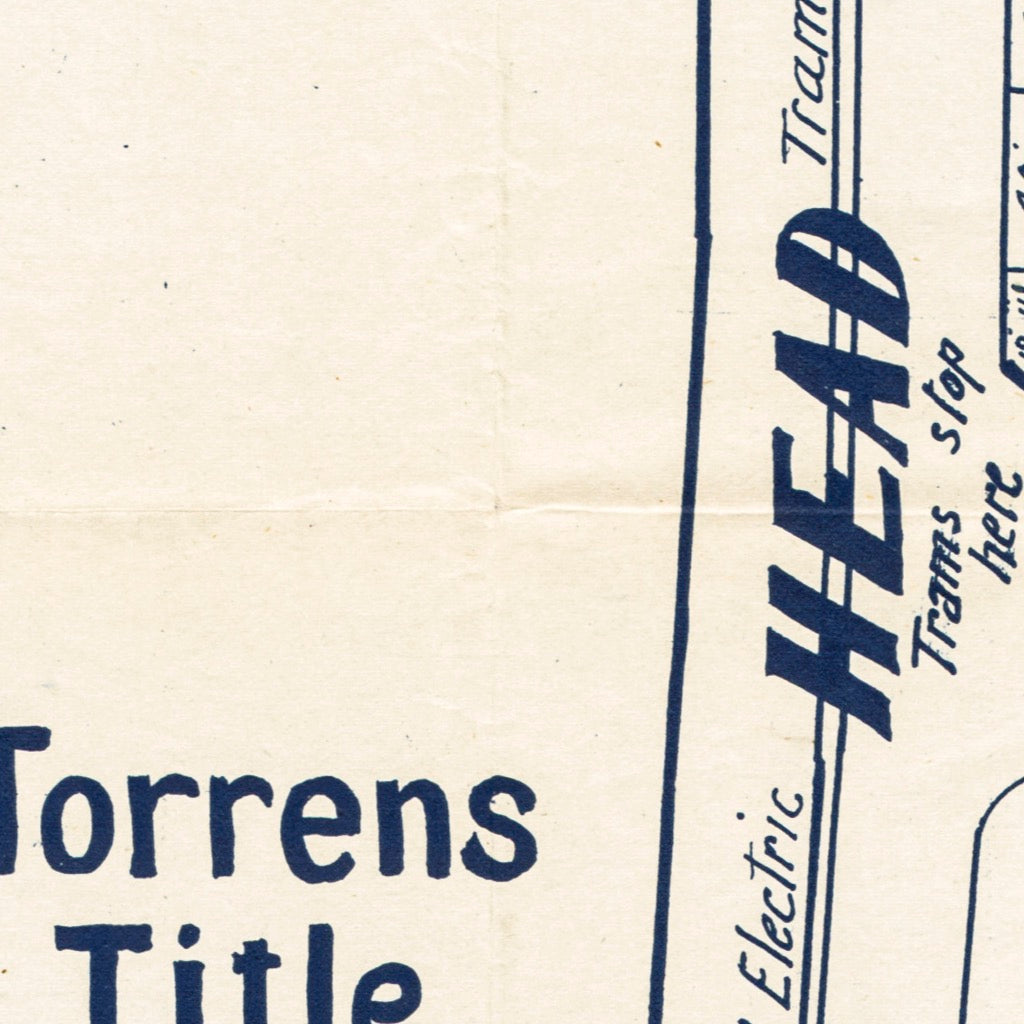 Torrens
Title
Electric
Tram
HEAD
Trams stop
here